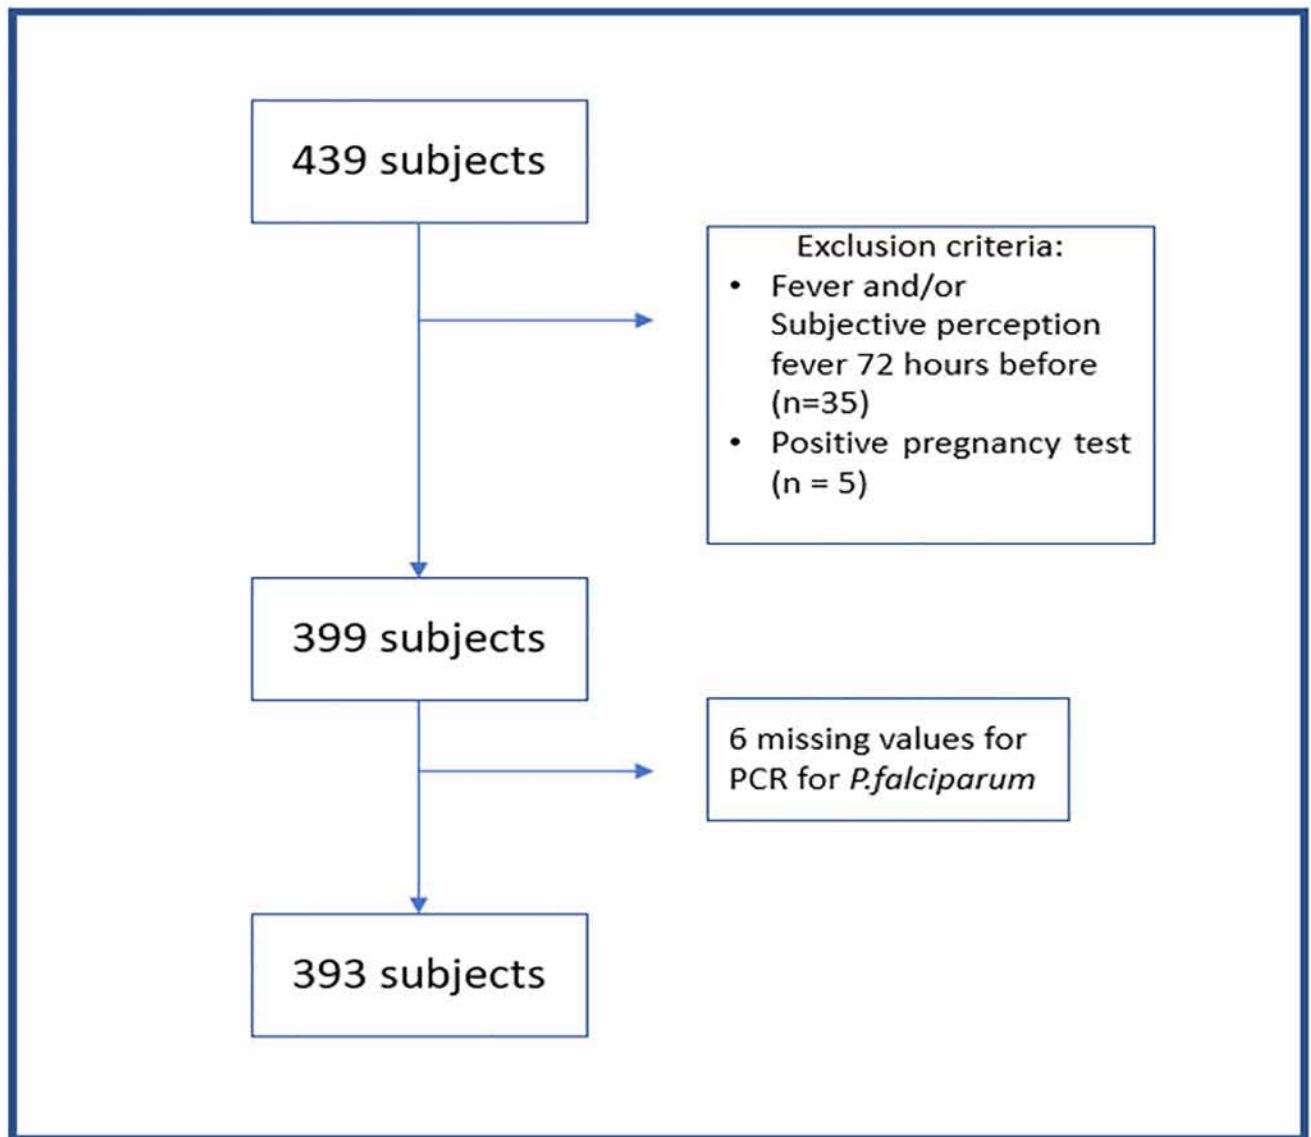 439 subjects
Exclusion criteria:
• Fever and/or
Subjective perception
fever 72 hours before
(n=35)
• Positive pregnancy test
(n = 5)
399 subjects
6 missing values for
PCR for P.falciparum
393 subjects